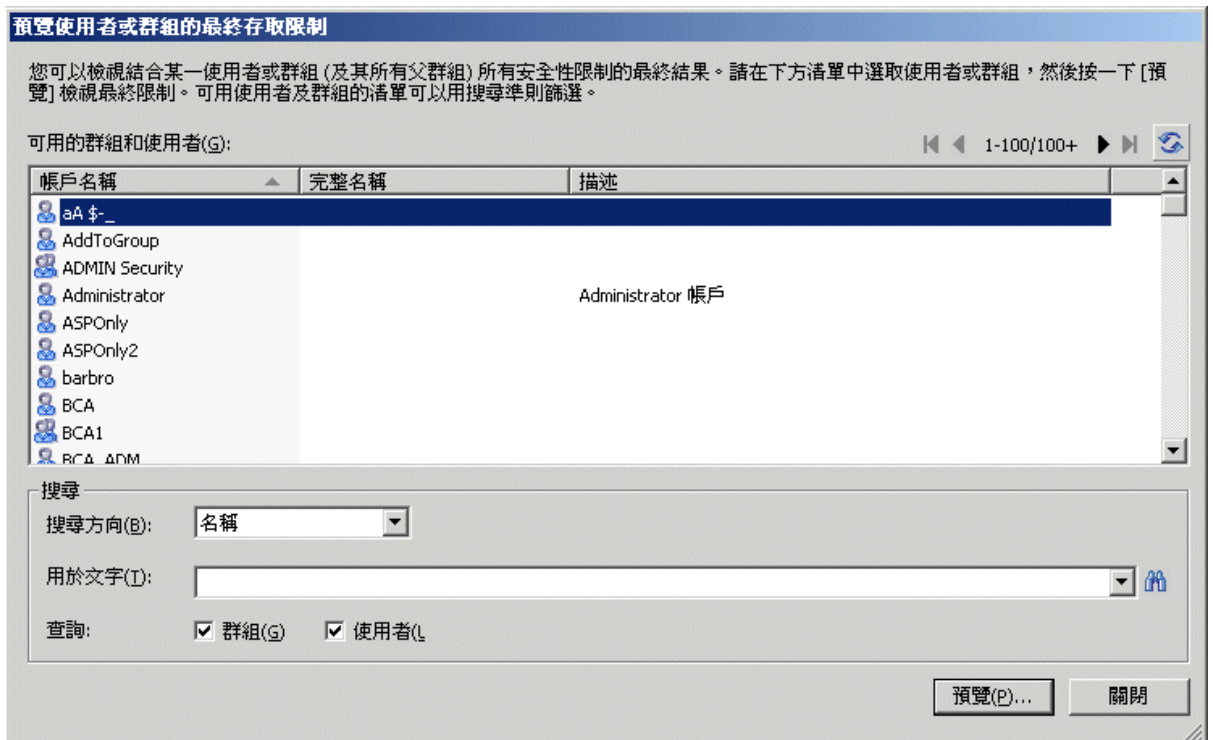 預覽使用者或群組的最終存取限制
您可以檢視結合某一使用者或群組 (及其所有父群組) 所有安全性限制的最終結果。請在下方清單中選取使用者或群組，然後按一下 [預
覽] 檢視最終限制。可用使用者及群組的清單可以用搜尋準則篩選。
可用的群組和使用者(G):
1-100/100+
帳戶名稱 完整名稱 描述
aA $-_
AddToGroup
ADMIN Security
Administrator Administrator 帳戶
ASPOnly
ASPOnly2
barbro
BCA
BCA1
BCA_ADM
搜尋
搜尋方向(B): 名稱
用於文字(T):
查詢: 群組(G) 使用者(L
預覽(P)... 關閉